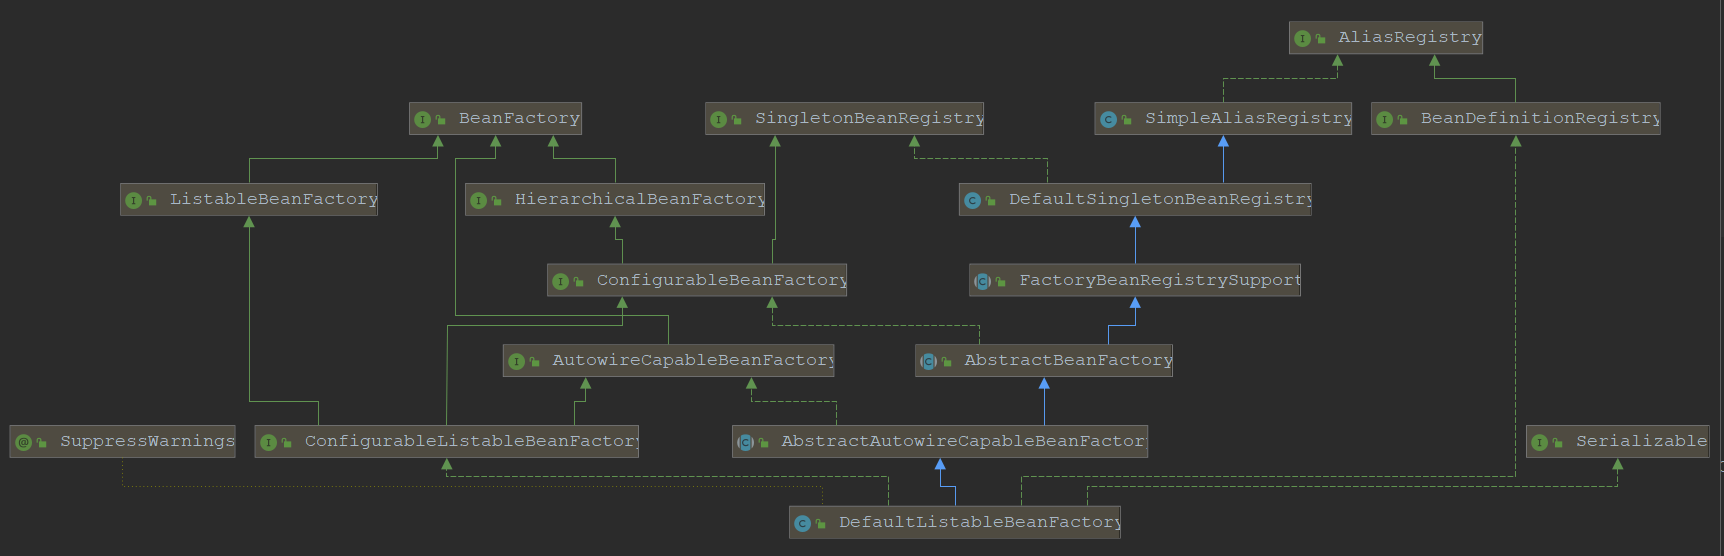 AliasRegistry
BeanFactory
SingletonBeanRegistry
SimpleAliasRegistry
BeanDefinitionRegistry
ListableBeanFactory
HierarchicalBeanFactory
DefaultSingletonBeanRegistry
ConfigurableBeanFactory
FactoryBeanRegistrySupport
AutowireCapableBeanFactory
AbstractBeanFactory
SuppressWarnings
ConfigurableListableBeanFactory
AbstractAutowireCapableBeanFactor
Serializable
DefaultListableBeanFactory